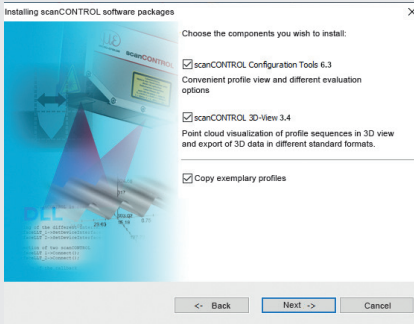 Installing scanCONTROL software packages
Choose the components you wish to install:
scanCONTROL Configuration Tools 6.3
Convenient profile view and different evaluation
options
scanCONTROL 3D-View 3.4
Point cloud visualization of profile sequences in 3D view
and export of 3D data in different standard formats.
Copy exemplary profiles
scanCONTROL
DLL
<- Back
Next ->
Cancel